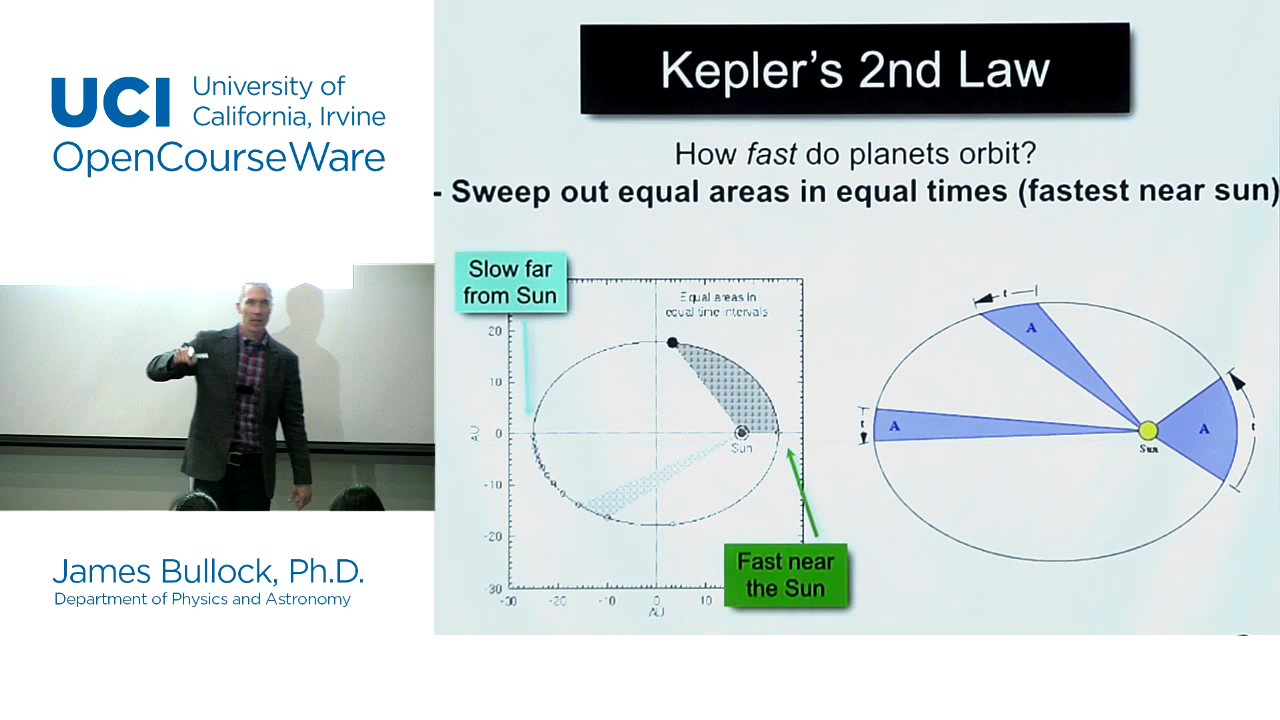 UCI University of
California, Irvine
OpenCourseWare
Kepler's 2nd Law
How fast do planets orbit?
- Sweep out equal areas in equal times (fastest near sun)
Slow far
from Sun
Equal areas in
equal time intervals
20
10
0
-10
-20
-30
AU
-30
-20
-10
0
10
AU
Sun
Fast near
the Sun
t
A
t
A
Sun
A
t
James Bullock, Ph.D.
Department of Physics and Astronomy